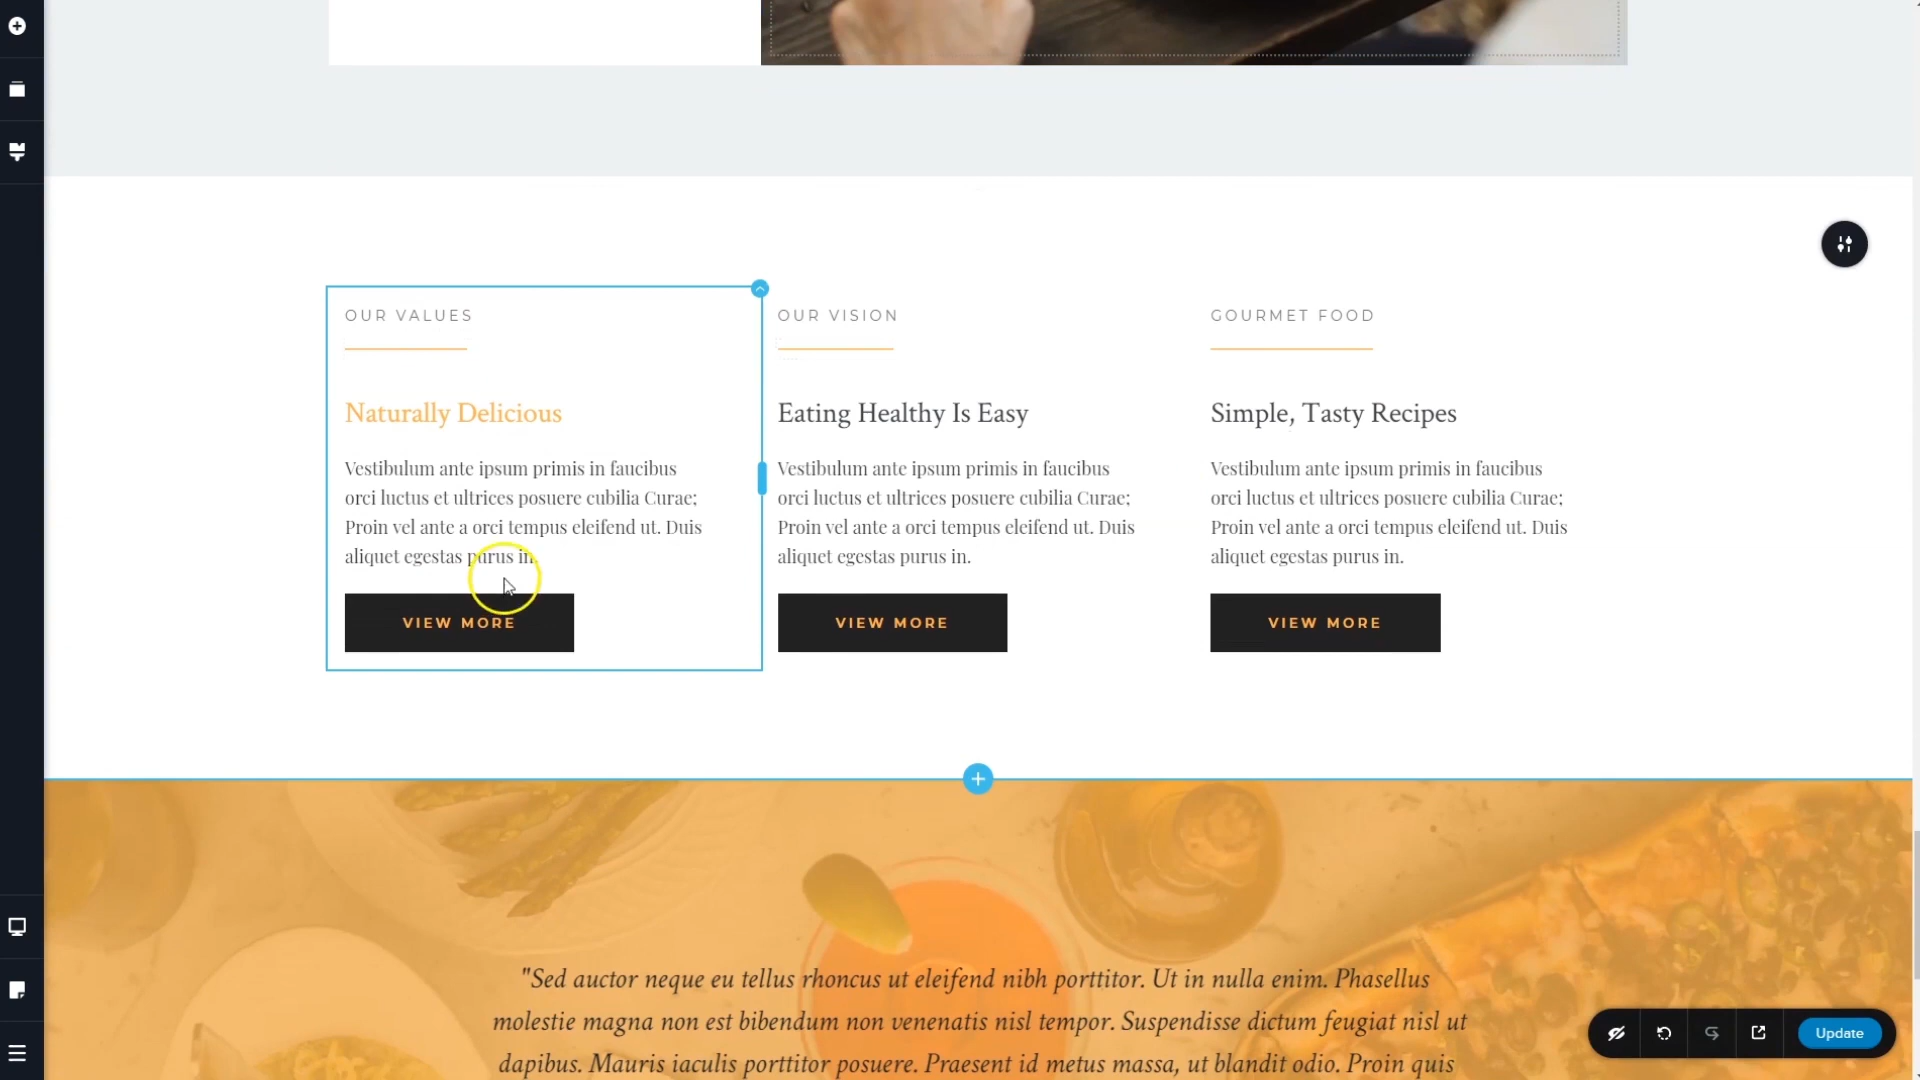 OUR VALUES
Naturally Delicious
Vestibulum ante ipsum primis in faucibus
orci luctus et ultrices posuere cubilia Curae;
Proin vel ante a orci tempus eleifend ut. Duis
aliquet egestas purus in.
VIEW MORE
OUR VISION
Eating Healthy Is Easy
Vestibulum ante ipsum primis in faucibus
orci luctus et ultrices posuere cubilia Curae;
Proin vel ante a orci tempus eleifend ut. Duis
aliquet egestas purus in.
VIEW MORE
GOURMET FOOD
Simple, Tasty Recipes
Vestibulum ante ipsum primis in faucibus
orci luctus et ultrices posuere cubilia Curae;
Proin vel ante a orci tempus eleifend ut. Duis
aliquet egestas purus in.
VIEW MORE
"Sed auctor neque eu tellus rhoncus ut eleifend nibh porttitor. Ut in nulla enim. Phasellus
molestie magna non est bibendum non venenatis nisl tempor. Suspendisse dictum feugiat nisl ut
dapibus. Mauris iaculis porttitor posuere. Praesent id metus massa, ut blandit odio. Proin quis
Update